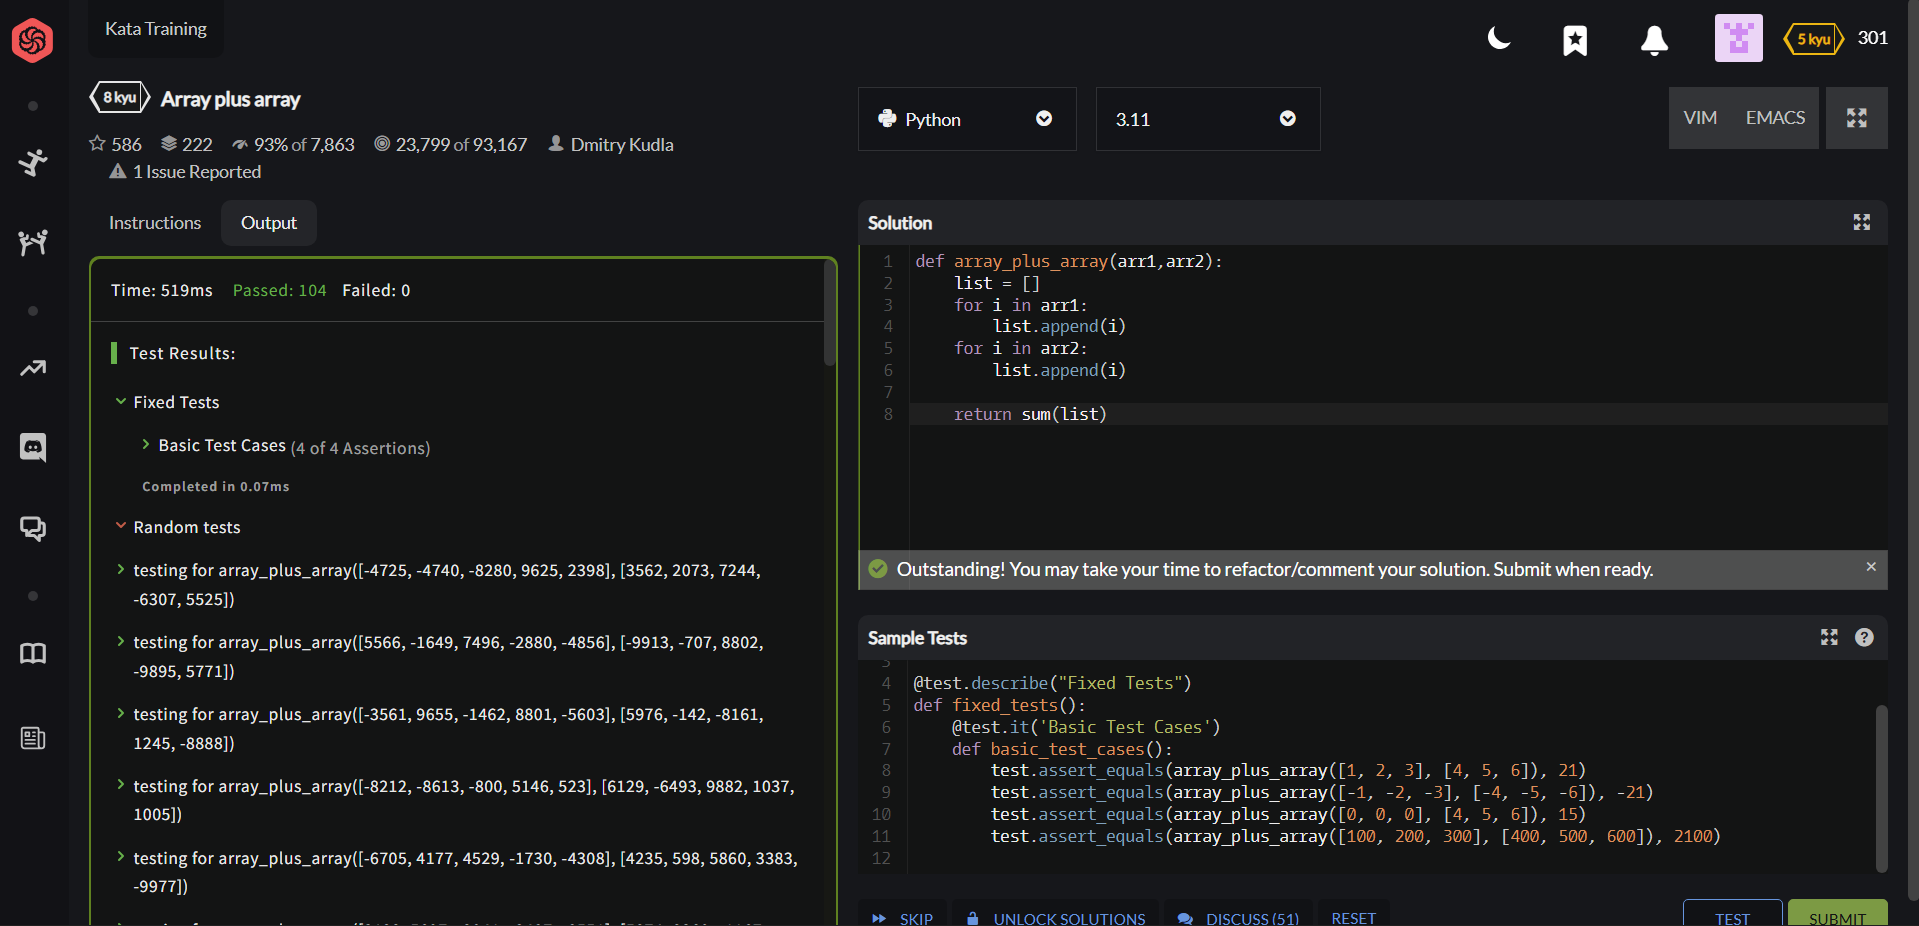 Kata Training
5 kyu 301
8 kyu Array plus array
586 222 93% of 7,863 23,799 of 93,167 Dmitry Kudla
1 Issue Reported
Python 3.11 VIM EMACS
Instructions Output
Time: 519ms Passed: 104 Failed: 0
Test Results:
Fixed Tests
Basic Test Cases (4 of 4 Assertions)
Completed in 0.07ms
Random tests
testing for array_plus_array([-4725, -4740, -8280, 9625, 2398], [3562, 2073, 7244,
-6307, 5525])
testing for array_plus_array([5566, -1649, 7496, -2880, -4856], [-9913, -707, 8802,
-9895, 5771])
testing for array_plus_array([-3561, 9655, -1462, 8801, -5603], [5976, -142, -8161,
1245, -8888])
testing for array_plus_array([-8212, -8613, -800, 5146, 523], [6129, -6493, 9882, 1037,
1005])
testing for array_plus_array([-6705, 4177, 4529, -1730, -4308], [4235, 598, 5860, 3383,
-9977])
Solution
1 def array_plus_array(arr1,arr2):
2     list = []
3     for i in arr1:
4         list.append(i)
5     for i in arr2:
6         list.append(i)
7
8     return sum(list)
Outstanding! You may take your time to refactor/comment your solution. Submit when ready. ×
Sample Tests
3
4 @test.describe("Fixed Tests")
5 def fixed_tests():
6     @test.it('Basic Test Cases')
7     def basic_test_cases():
8         test.assert_equals(array_plus_array([1, 2, 3], [4, 5, 6]), 21)
9         test.assert_equals(array_plus_array([-1, -2, -3], [-4, -5, -6]), -21)
10         test.assert_equals(array_plus_array([0, 0, 0], [4, 5, 6]), 15)
11         test.assert_equals(array_plus_array([100, 200, 300], [400, 500, 600]), 2100)
12
SKIP UNLOCK SOLUTIONS DISCUSS (51) RESET TEST SUBMIT